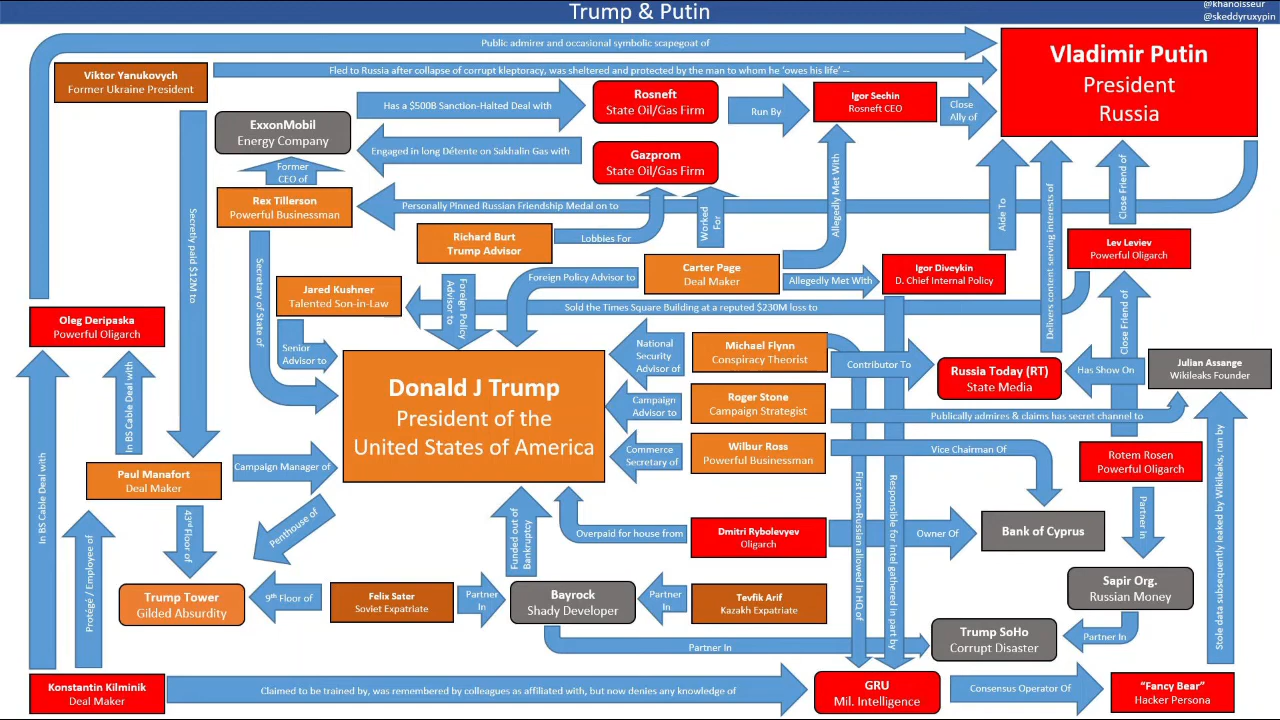 Trump & Putin
@khanoisseur
@skeddyruxypin
Public admirer and occasional symbolic scapegoat of
Vladimir Putin
President
Russia
Viktor Yanukovych
Former Ukraine President
Fled to Russia after collapse of corrupt kleptoracy, was sheltered and protected by the man to whom he 'owes his life' --
ExxonMobil
Energy Company
Has a $500B Sanction-Halted Deal with
Rosneft
State Oil/Gas Firm
Run By
Igor Sechin
Rosneft CEO
Close
Ally of
Engaged in long Détente on Sakhalin Gas with
Gazprom
State Oil/Gas Firm
Former
CEO of
Rex Tillerson
Powerful Businessman
Personally Pinned Russian Friendship Medal on to
Secretly paid $12M to
Richard Burt
Trump Advisor
Lobbies For
Worked
For
Allegedly Met With
Aide To
Delivers content serving interests of
Close Friend of
Lev Leviev
Powerful Oligarch
Carter Page
Deal Maker
Foreign Policy Advisor to
Allegedly Met With
Igor Diveykin
D. Chief Internal Policy
Secretary of State of
Jared Kushner
Talented Son-in-Law
Foreign Policy
Advisor to
Sold the Times Square Building at a reputed $230M loss to
Oleg Deripaska
Powerful Oligarch
Senior
Advisor to
Donald J Trump
President of the
United States of America
National
Security
Advisor of
Michael Flynn
Conspiracy Theorist
Contributor To
Russia Today (RT)
State Media
Has Show On
Julian Assange
Wikileaks Founder
Close Friend of
Campaign
Advisor to
Roger Stone
Campaign Strategist
Publically admires & claims has secret channel to
In BS Cable Deal with
In BS Cable Deal with
Commerce
Secretary of
Wilbur Ross
Powerful Businessman
Vice Chairman Of
Rotem Rosen
Powerful Oligarch
Paul Manafort
Deal Maker
Campaign Manager of
43rd Floor of
Penthouse of
Funded out of
Bankruptcy
Overpaid for house from
Dmitri Rybolevyev
Oligarch
Owner Of
Bank of Cyprus
Partner In
First non-Russian allowed in HQ of
Responsible for intel gathered in part by
Stole data subsequently leaked by Wikileaks, run by
Protégé / Employee of
Trump Tower
Gilded Absurdity
9th Floor of
Felix Sater
Soviet Expatriate
Partner
In
Bayrock
Shady Developer
Partner
In
Tevfik Arif
Kazakh Expatriate
Sapir Org.
Russian Money
Partner In
Trump SoHo
Corrupt Disaster
Partner In
Konstantin Kilminik
Deal Maker
Claimed to be trained by, was remembered by colleagues as affiliated with, but now denies any knowledge of
GRU
Mil. Intelligence
Consensus Operator Of
"Fancy Bear"
Hacker Persona